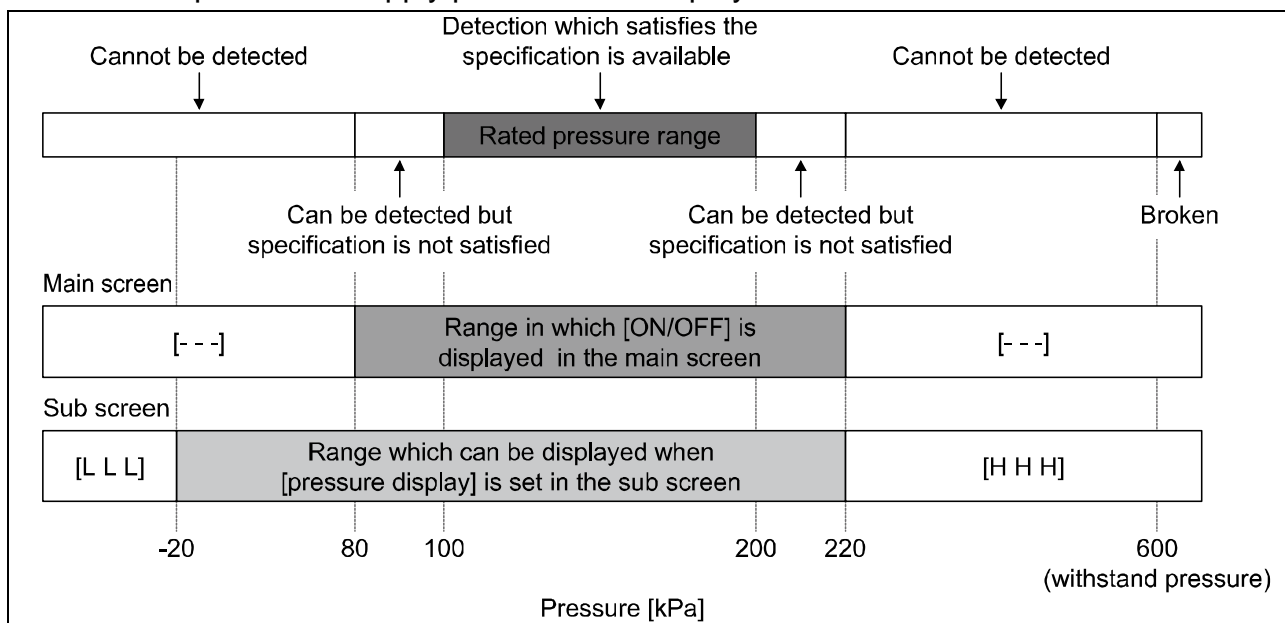 Detection which satisfies the
Cannot be detected
specification is available
Cannot be detected
Rated pressure range
Can be detected but
specification is not satisfied
Can be detected but
specification is not satisfied
Broken
Main screen
[- - -]
Range in which [ON/OFF] is
displayed in the main screen
[- - -]
Sub screen
[L L L]
Range which can be displayed when
[pressure display] is set in the sub screen
[H H H]
-20
80
100
200
220
600
(withstand pressure)
Pressure [kPa]